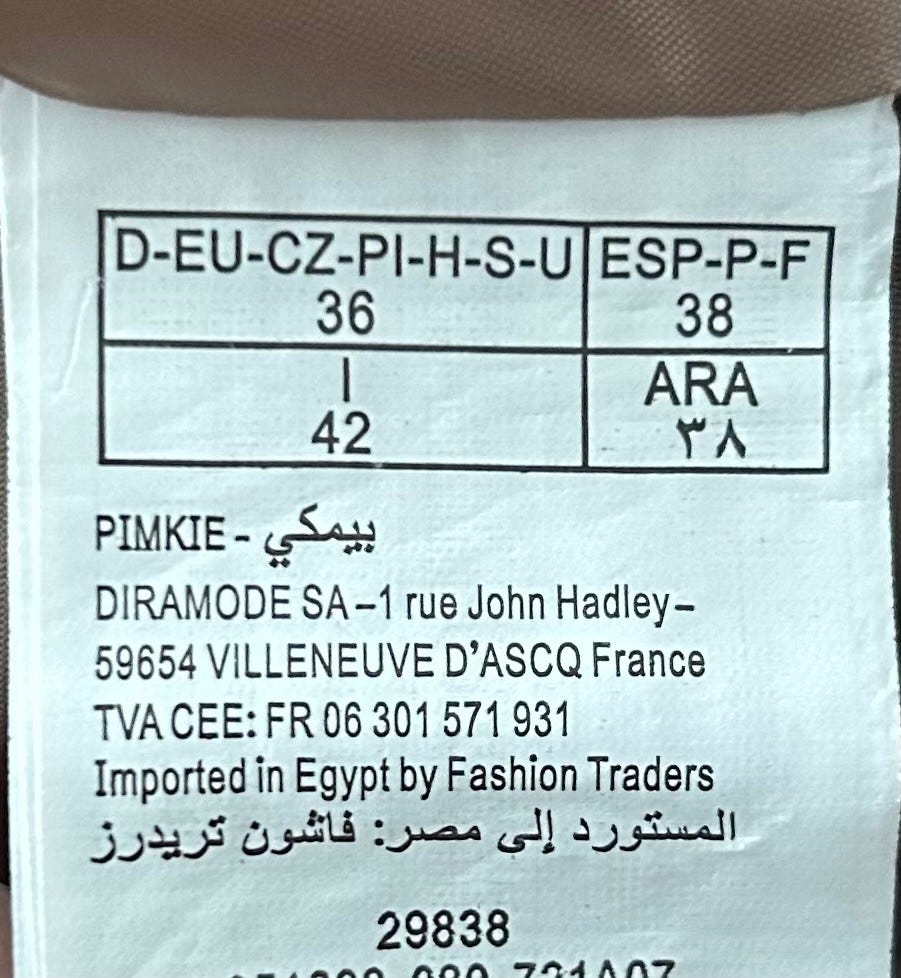 D-EU-CZ-PI-H-S-U ESP-P-F
36 38
I ARA
42 ٣٨
PIMKIE - بيمكي
DIRAMODE SA – 1 rue John Hadley –
59654 VILLENEUVE D’ASCQ France
TVA CEE: FR 06 301 571 931
Imported in Egypt by Fashion Traders
المستورد إلى مصر: فاشون تريدرز
29838